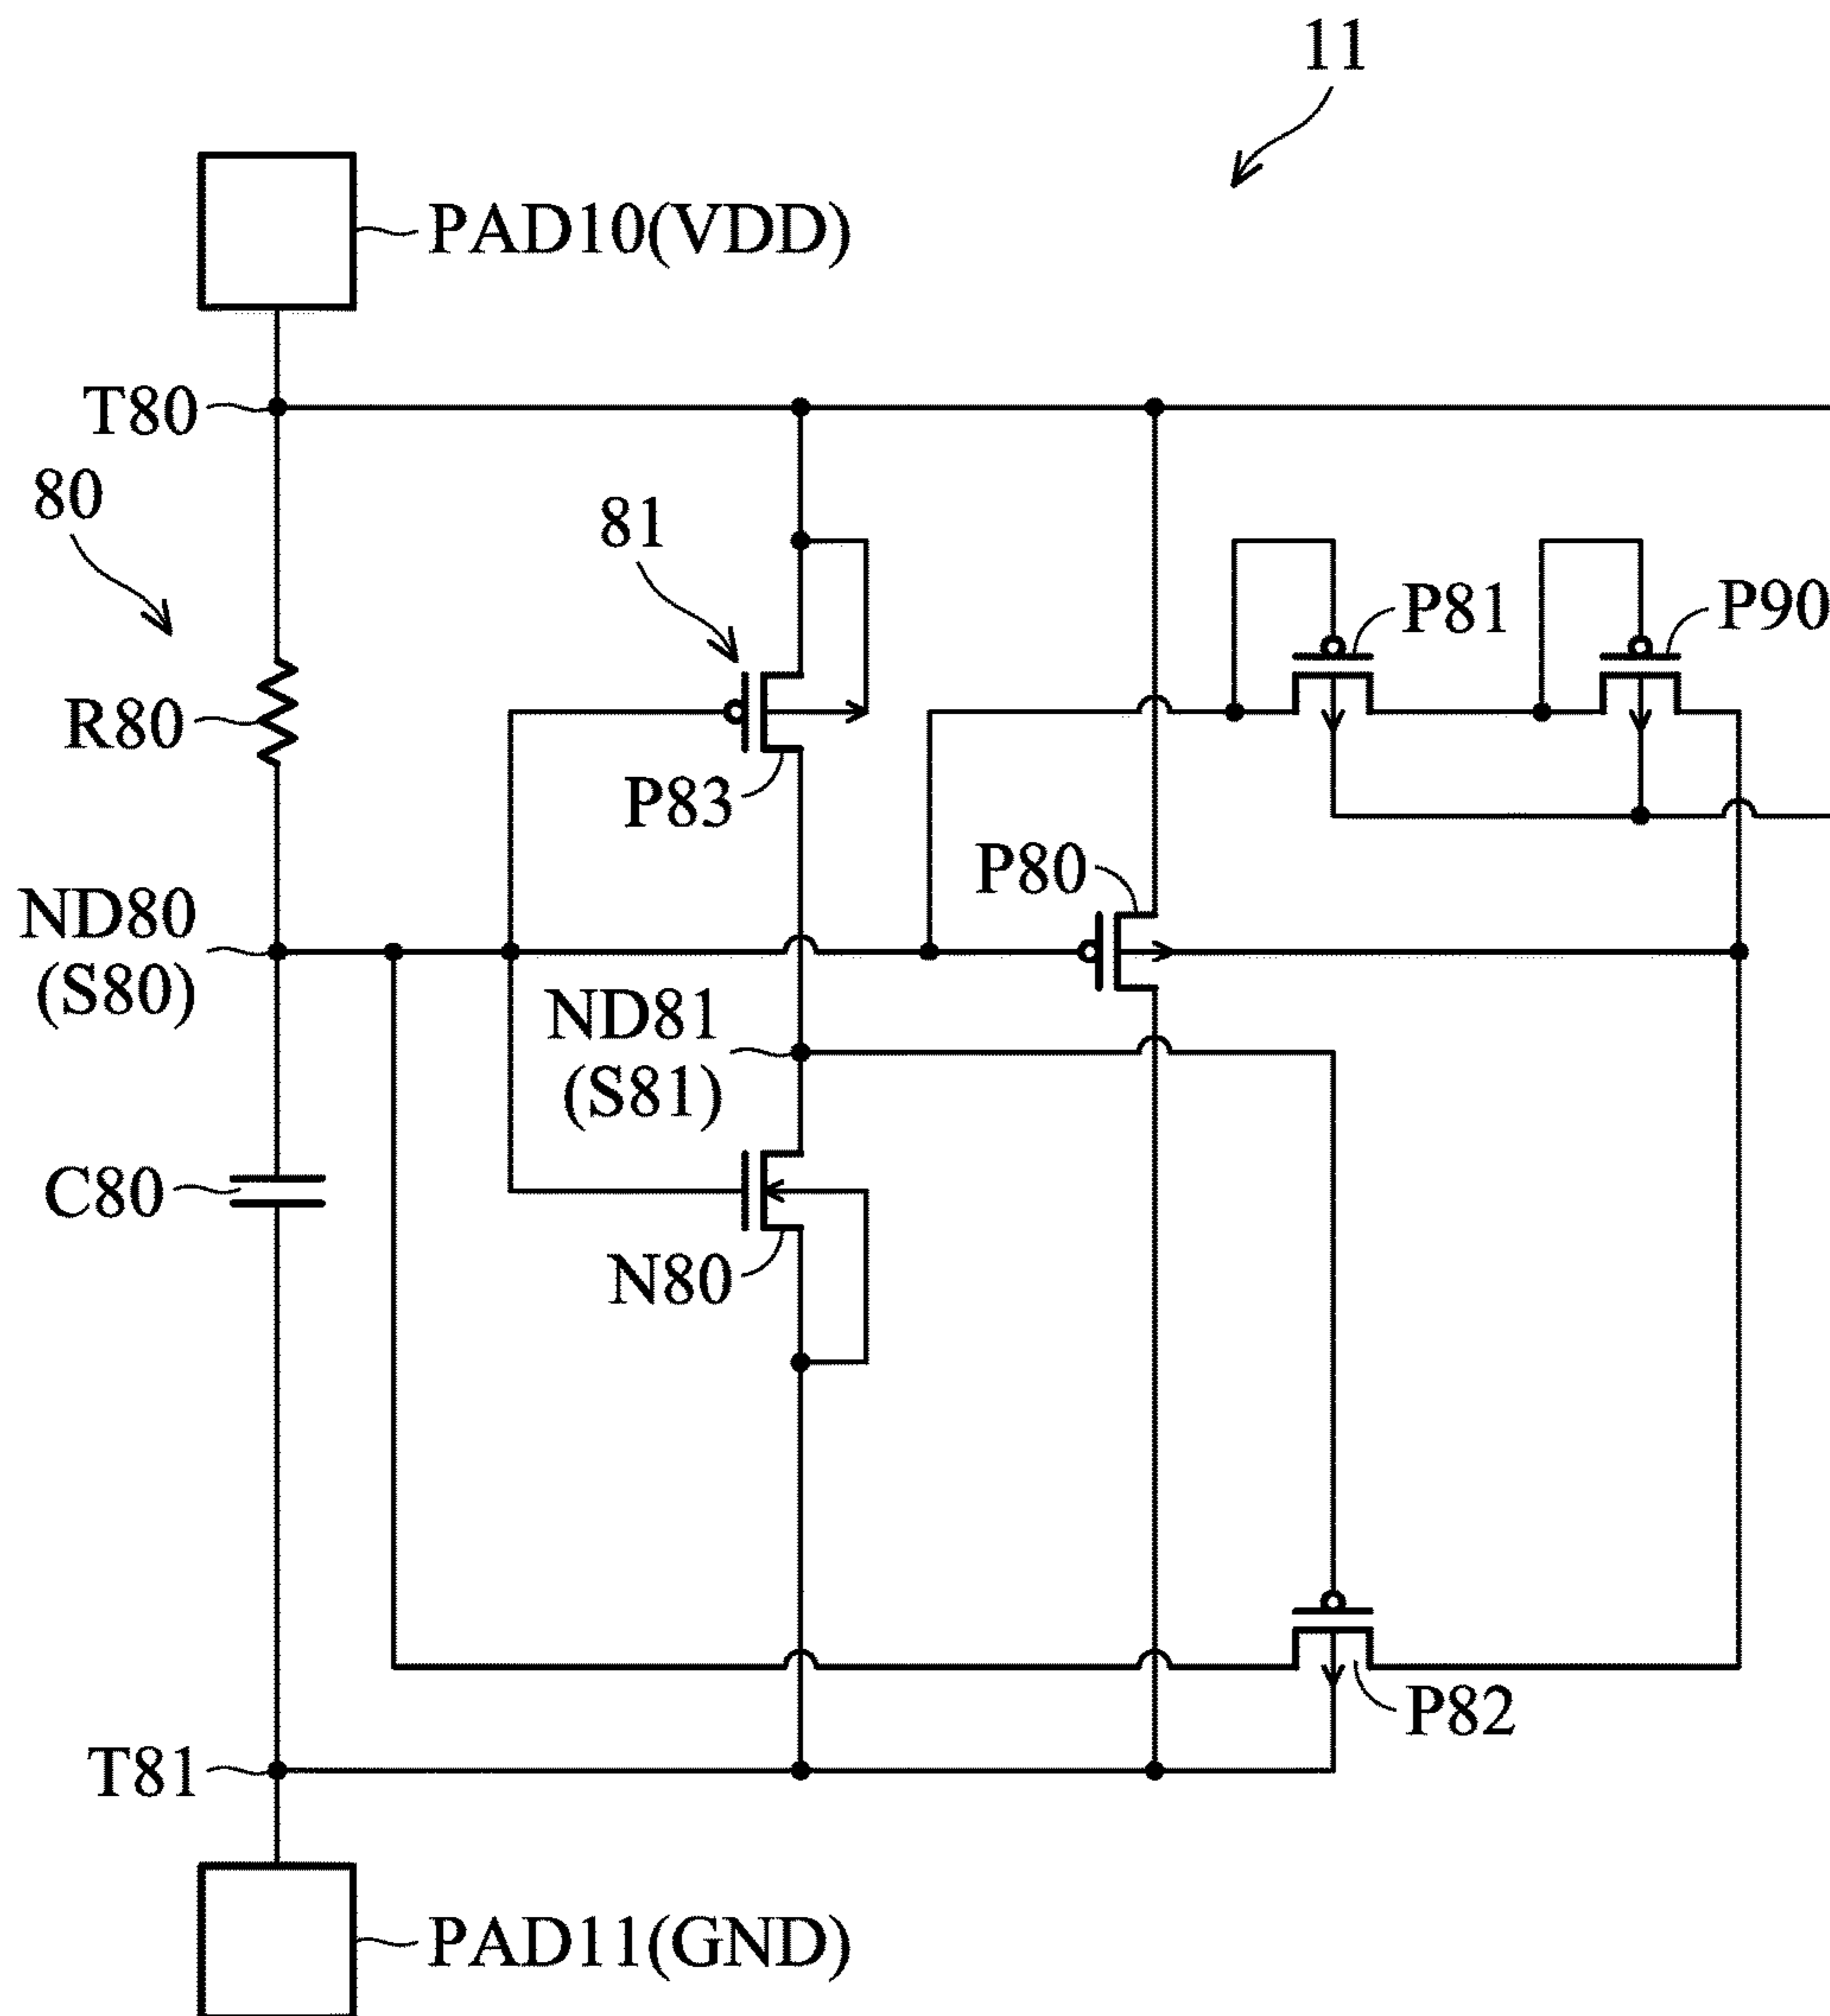 11
PAD10(VDD)
T80
80
81
P81
P90
R80
P83
P80
ND80
(S80)
ND81
(S81)
C80
N80
P82
T81
PAD11(GND)